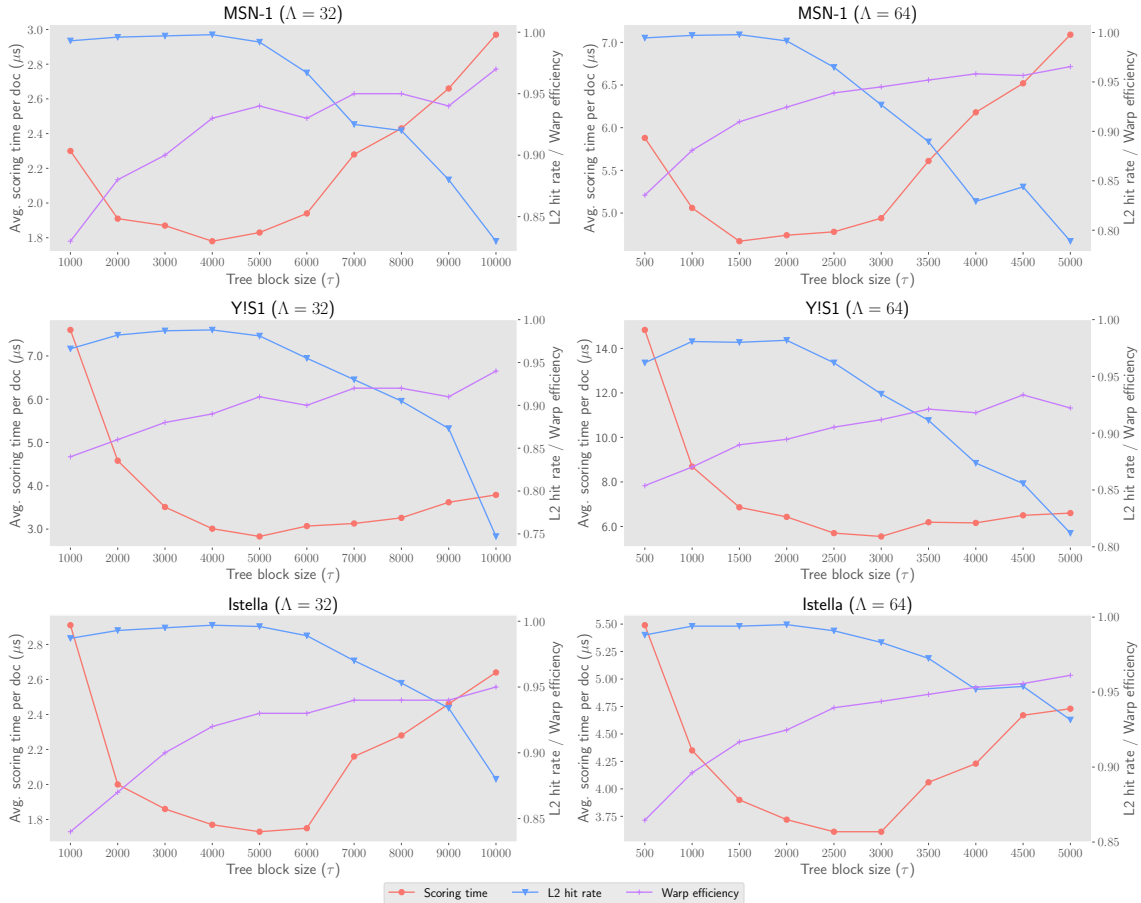 MSN-1 (Λ = 32)
Avg. scoring time per doc (μs)
3.0
2.8
2.6
2.4
2.2
2.0
1.8
1.00
0.95
0.90
0.85
L2 hit rate / Warp efficiency
1000 2000 3000 4000 5000 6000 7000 8000 9000 10000
Tree block size (τ)
MSN-1 (Λ = 64)
Avg. scoring time per doc (μs)
7.0
6.5
6.0
5.5
5.0
1.00
0.95
0.90
0.85
0.80
L2 hit rate / Warp efficiency
500 1000 1500 2000 2500 3000 3500 4000 4500 5000
Tree block size (τ)
Y!S1 (Λ = 32)
Avg. scoring time per doc (μs)
7.0
6.0
5.0
4.0
3.0
1.00
0.95
0.90
0.85
0.80
0.75
L2 hit rate / Warp efficiency
1000 2000 3000 4000 5000 6000 7000 8000 9000 10000
Tree block size (τ)
Y!S1 (Λ = 64)
Avg. scoring time per doc (μs)
14.0
12.0
10.0
8.0
6.0
1.00
0.95
0.90
0.85
0.80
L2 hit rate / Warp efficiency
500 1000 1500 2000 2500 3000 3500 4000 4500 5000
Tree block size (τ)
Istella (Λ = 32)
Avg. scoring time per doc (μs)
2.8
2.6
2.4
2.2
2.0
1.8
1.00
0.95
0.90
0.85
L2 hit rate / Warp efficiency
1000 2000 3000 4000 5000 6000 7000 8000 9000 10000
Tree block size (τ)
Istella (Λ = 64)
Avg. scoring time per doc (μs)
5.50
5.25
5.00
4.75
4.50
4.25
4.00
3.75
1.00
0.95
0.90
0.85
L2 hit rate / Warp efficiency
500 1000 1500 2000 2500 3000 3500 4000 4500 5000
Tree block size (τ)
Scoring time L2 hit rate Warp efficiency